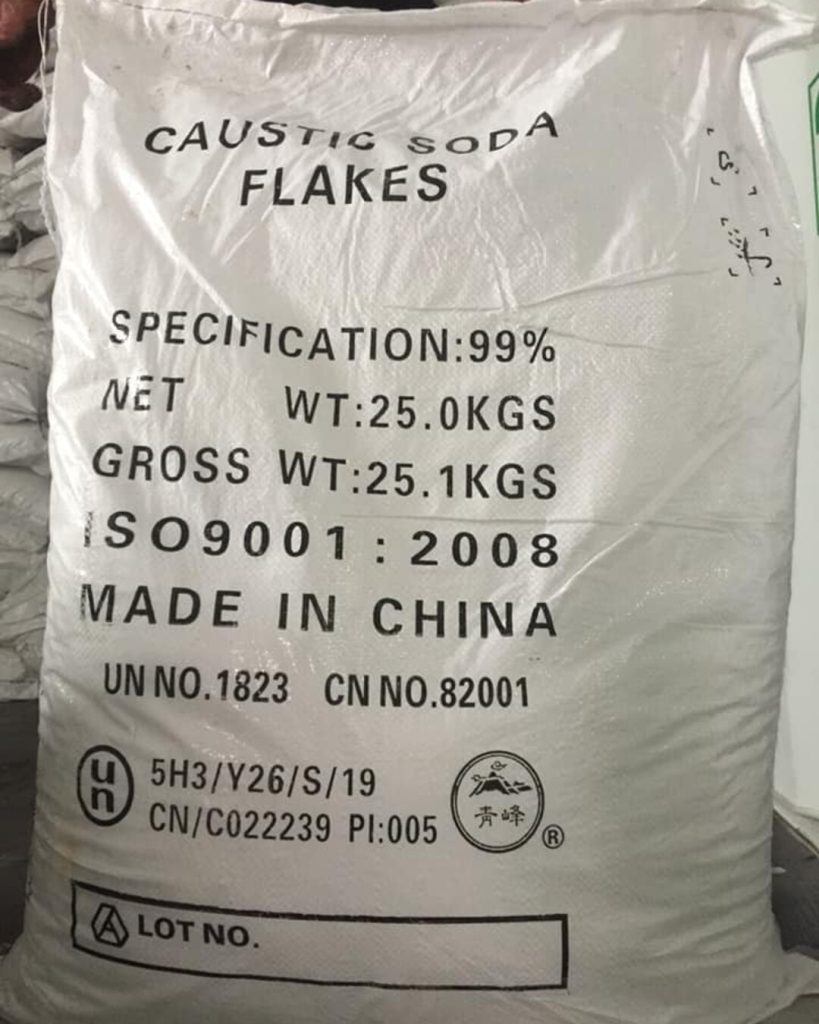 CAUSTIC SODA
FLAKES
SPECIFICATION:99%
NET WT:25.0KGS
GROSS WT:25.1KGS
ISO9001:2008
MADE IN CHINA
UN NO.1823 CN NO.82001
un
5H3/Y26/S/19
CN/C022239 PI:005
青峰
®
LOT NO.